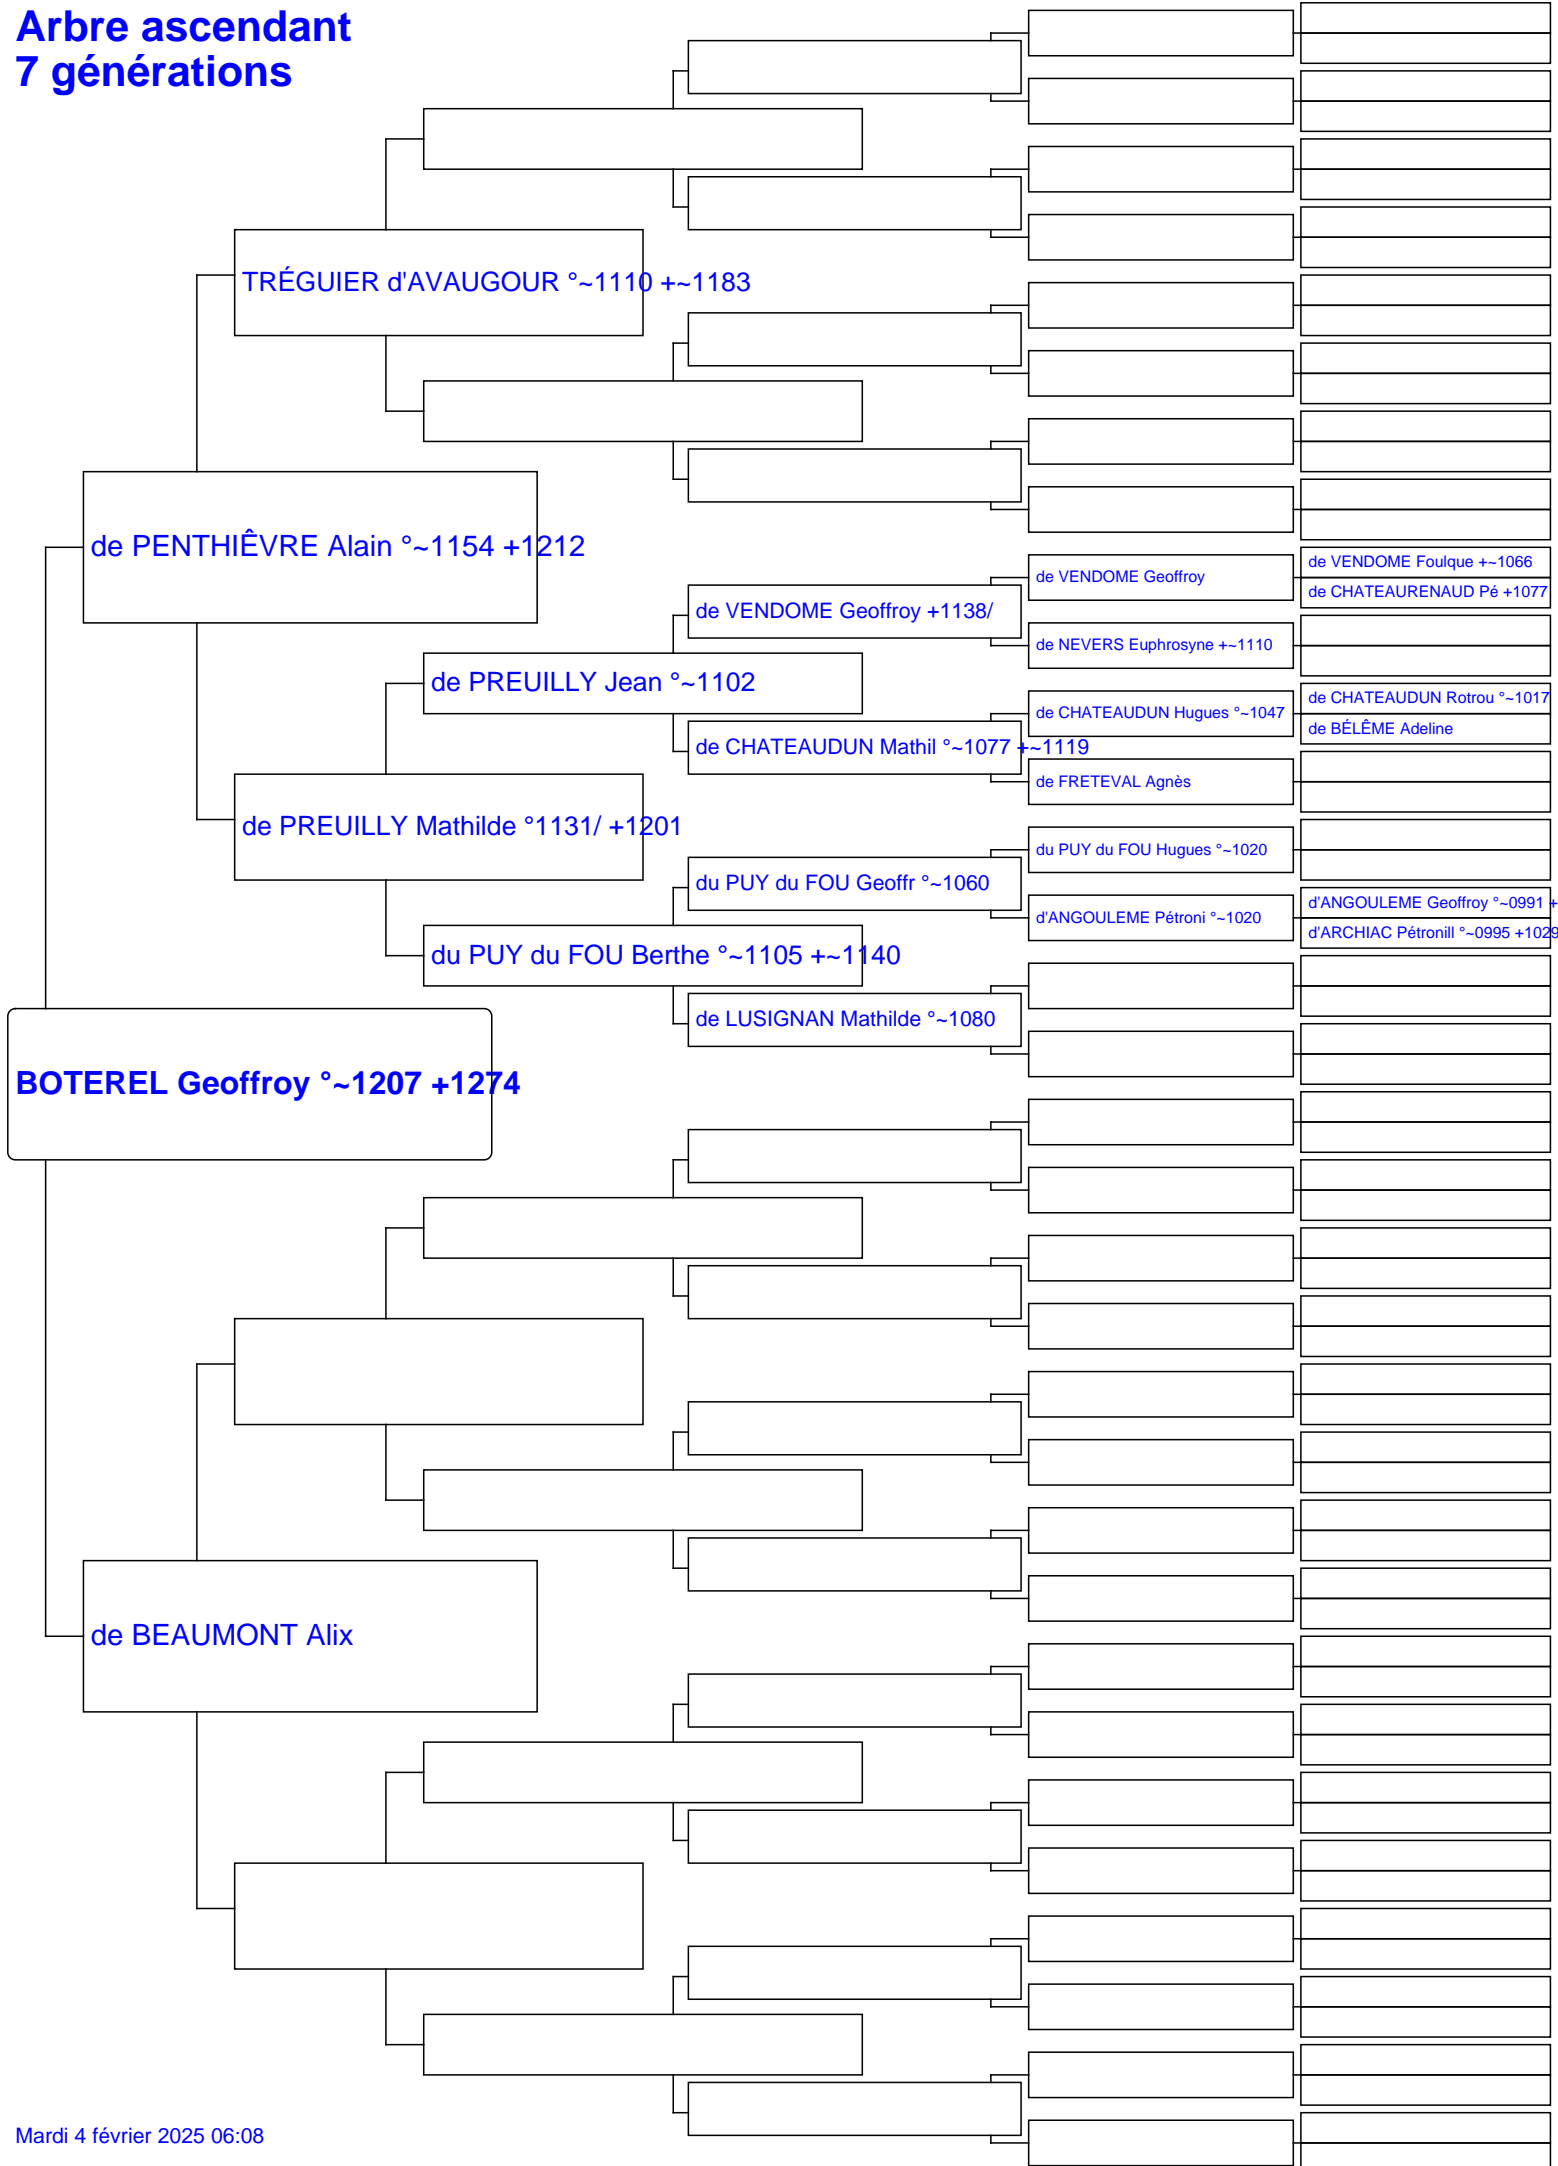 Arbre ascendant
7 générations
TRÉGUIER d'AVAUGOUR °~1110 +~1183
de PENTHIÊVRE Alain °~1154 +1212
de VENDOME Foulque +~1066
de VENDOME Geoffroy
de CHATEAURENAUD Pé +1077
de VENDOME Geoffroy +1138/
de NEVERS Euphrosyne +~1110
de PREUILLY Jean °~1102
de CHATEAUDUN Rotrou °~1017
de CHATEAUDUN Hugues °~1047
de BÉLÊME Adeline
de CHATEAUDUN Mathil °~1077 +~1119
de FRETEVAL Agnès
de PREUILLY Mathilde °1131/ +1201
du PUY du FOU Hugues °~1020
du PUY du FOU Geoffr °~1060
d'ANGOULEME Geoffroy °~0991 +
d'ANGOULEME Pétroni °~1020
d'ARCHIAC Pétronill °~0995 +1029
du PUY du FOU Berthe °~1105 +~1140
de LUSIGNAN Mathilde °~1080
BOTEREL Geoffroy °~1207 +1274
de BEAUMONT Alix
Mardi 4 février 2025 06:08